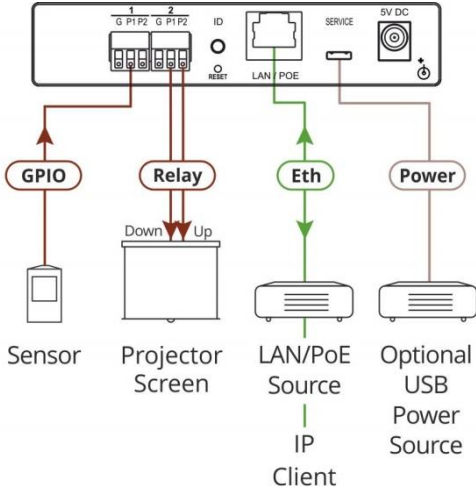 1 2
G P1 P2 G P1 P2
ID
RESET
LAN / POE
SERVICE
5V DC
GPIO
Relay
Eth
Power
Down
Up
Sensor
Projector
Screen
LAN/PoE
Source
IP
Client
Optional
USB
Power
Source